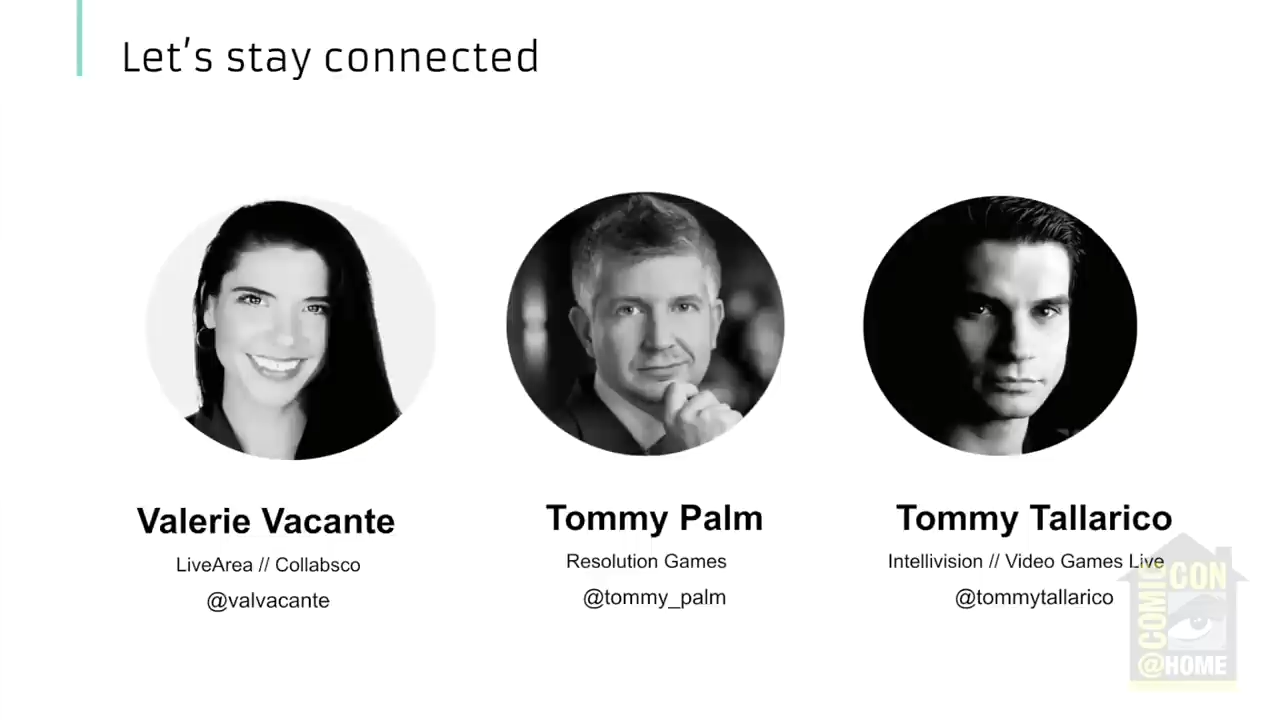 Let's stay connected
Valerie Vacante
LiveArea // Collabsco
@valvacante
Tommy Palm
Resolution Games
@tommy_palm
Tommy Tallarico
Intellivision // Video Games Live
@tommytallarico
COMIC
CON
@HOME